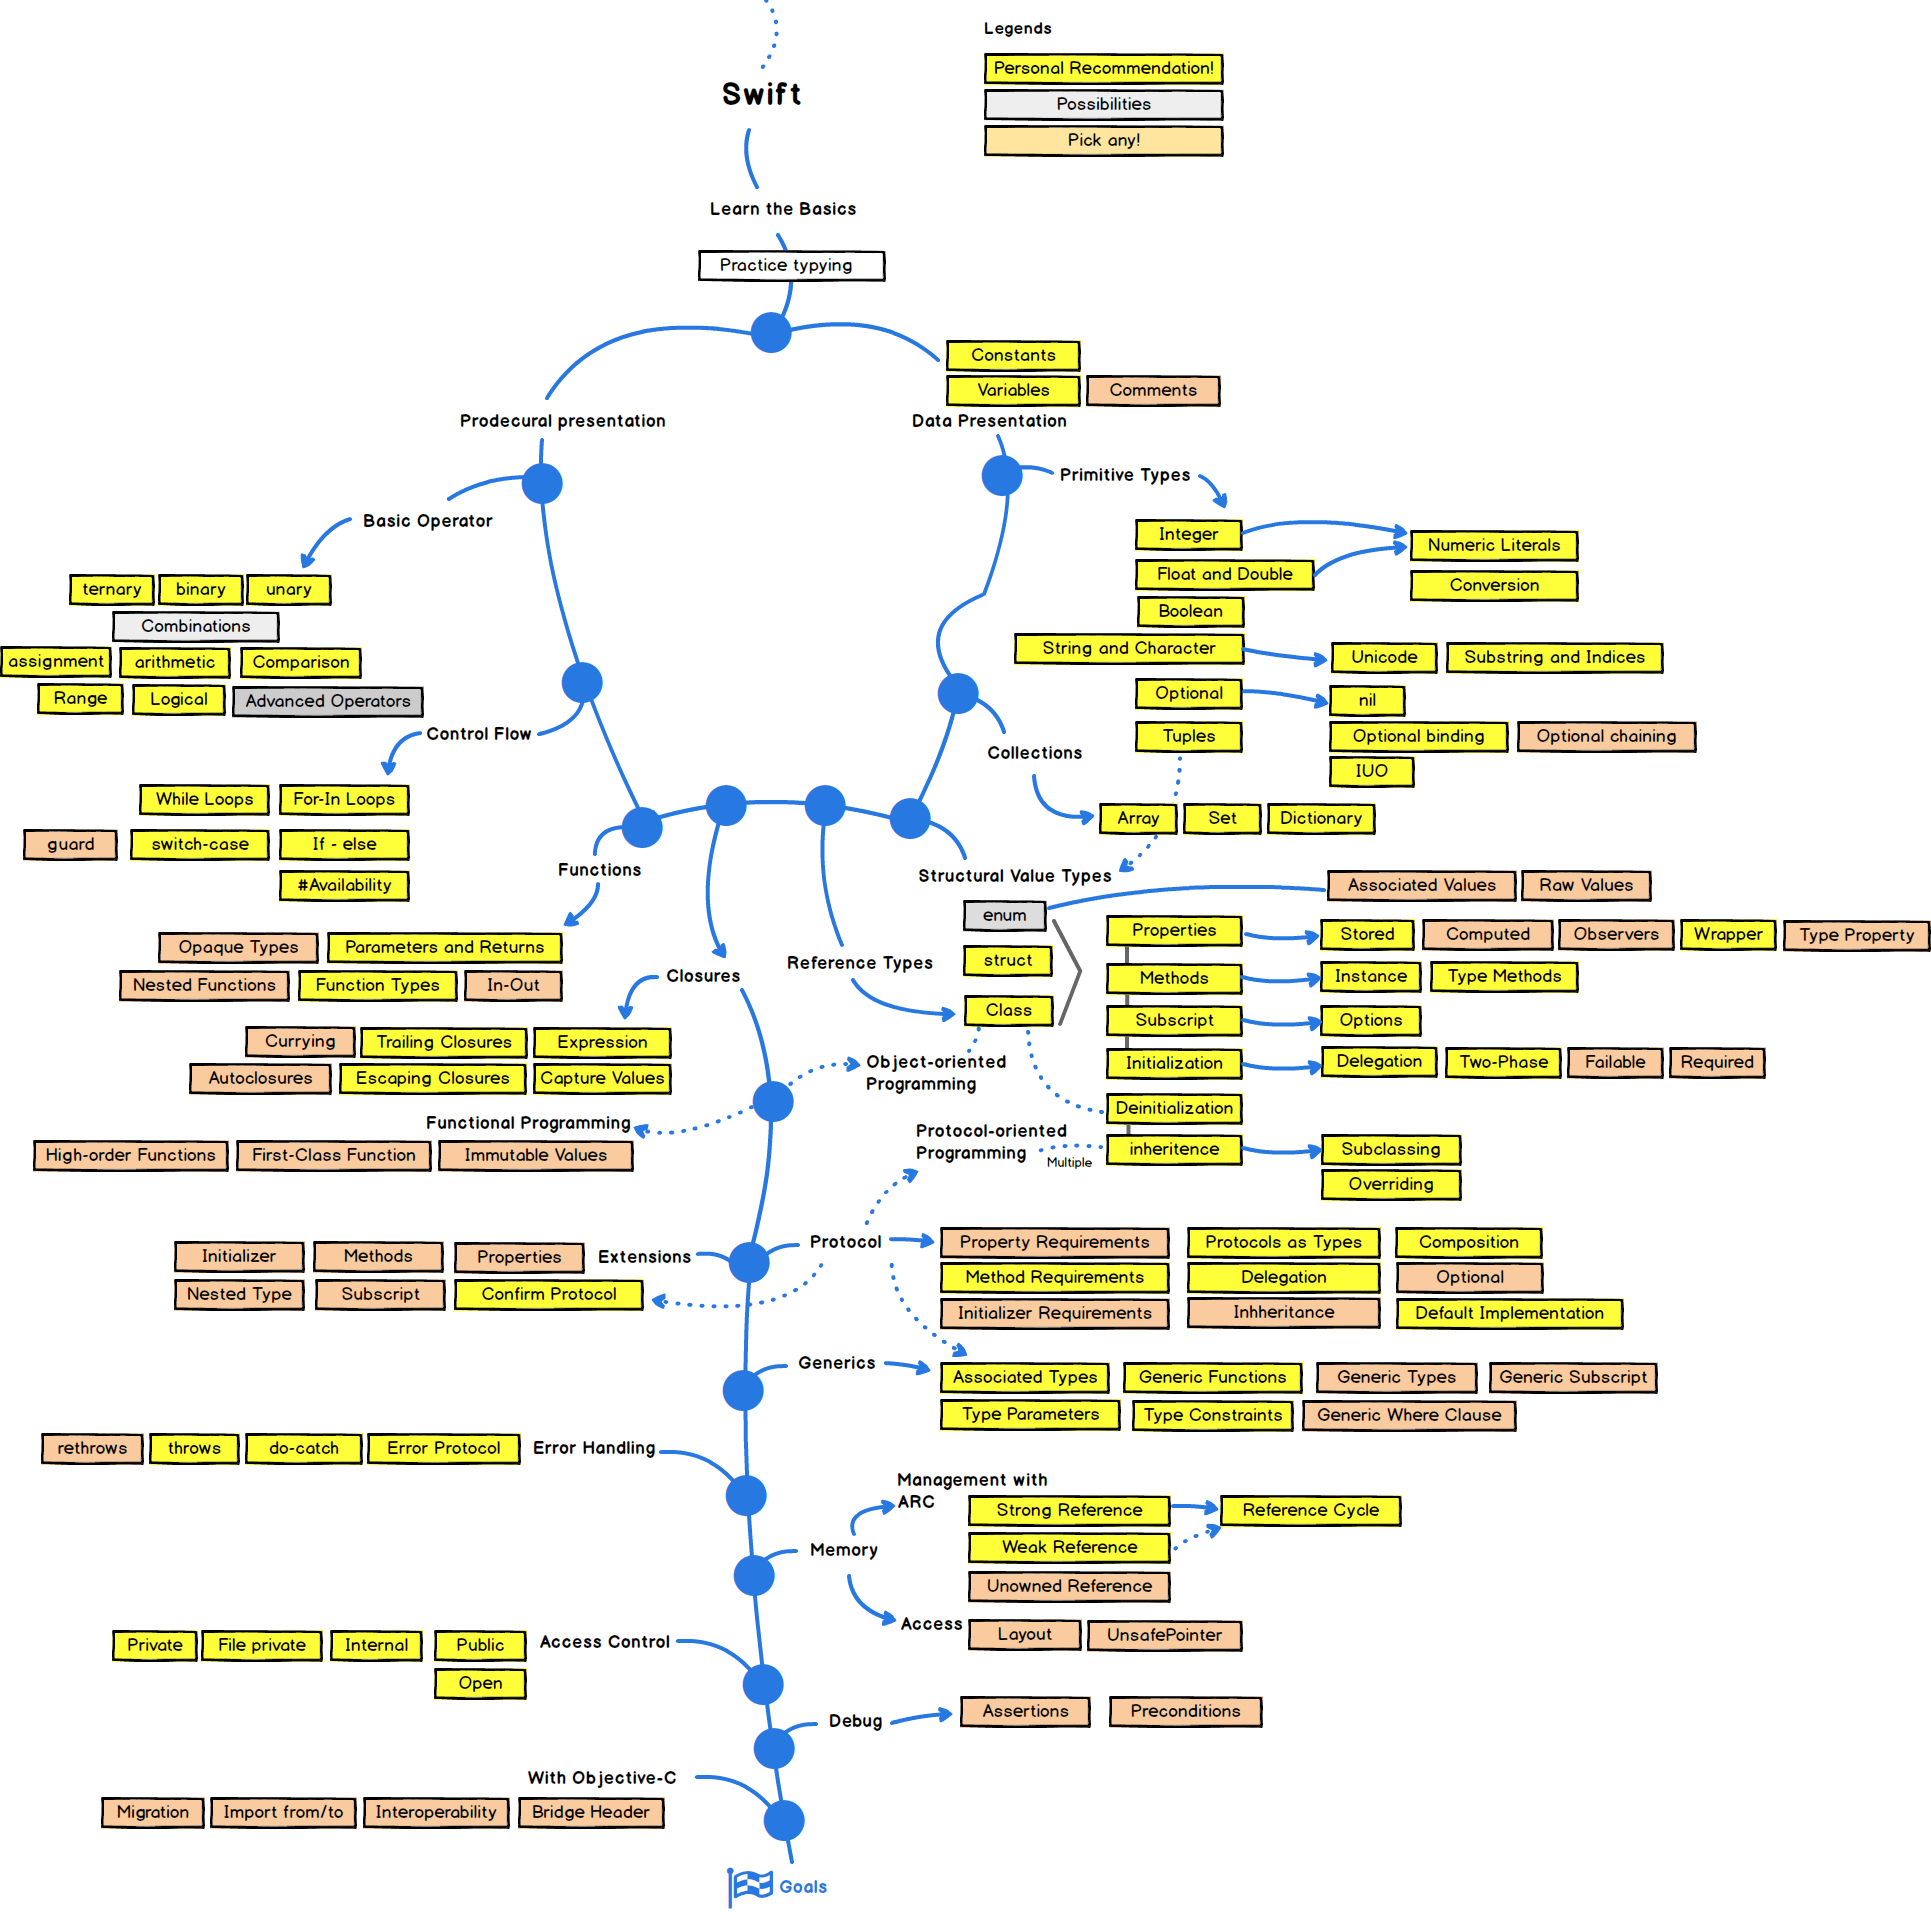 Legends
Personal Recommendation!
Possibilities
Pick any!
Swift
Learn the Basics
Practice typying
Constants
Variables
Comments
Prodecural presentation
Data Presentation
Primitive Types
Basic Operator
Integer
Numeric Literals
Float and Double
Conversion
Boolean
String and Character
Unicode
Substring and Indices
Optional
nil
Tuples
Optional binding
Optional chaining
IUO
ternary
binary
unary
Combinations
assignment
arithmetic
Comparison
Range
Logical
Advanced Operators
Control Flow
Collections
While Loops
For-In Loops
Array
Set
Dictionary
guard
switch-case
If - else
#Availability
Functions
Structural Value Types
enum
Associated Values
Raw Values
struct
Class
Properties
Stored
Computed
Observers
Wrapper
Type Property
Methods
Instance
Type Methods
Subscript
Options
Initialization
Delegation
Two-Phase
Failable
Required
Deinitialization
inheritence
Subclassing
Overriding
Opaque Types
Parameters and Returns
Nested Functions
Function Types
In-Out
Closures
Reference Types
Currying
Trailing Closures
Expression
Autoclosures
Escaping Closures
Capture Values
Object-oriented
Programming
Functional Programming
High-order Functions
First-Class Function
Immutable Values
Protocol-oriented
Programming
Multiple
Initializer
Methods
Properties
Extensions
Nested Type
Subscript
Confirm Protocol
Protocol
Property Requirements
Protocols as Types
Composition
Method Requirements
Delegation
Optional
Initializer Requirements
Inhheritance
Default Implementation
Generics
Associated Types
Generic Functions
Generic Types
Generic Subscript
Type Parameters
Type Constraints
Generic Where Clause
rethrows
throws
do-catch
Error Protocol
Error Handling
Management with
ARC
Strong Reference
Reference Cycle
Weak Reference
Unowned Reference
Memory
Access
Layout
UnsafePointer
Private
File private
Internal
Public
Access Control
Open
Debug
Assertions
Preconditions
With Objective-C
Migration
Import from/to
Interoperability
Bridge Header
Goals